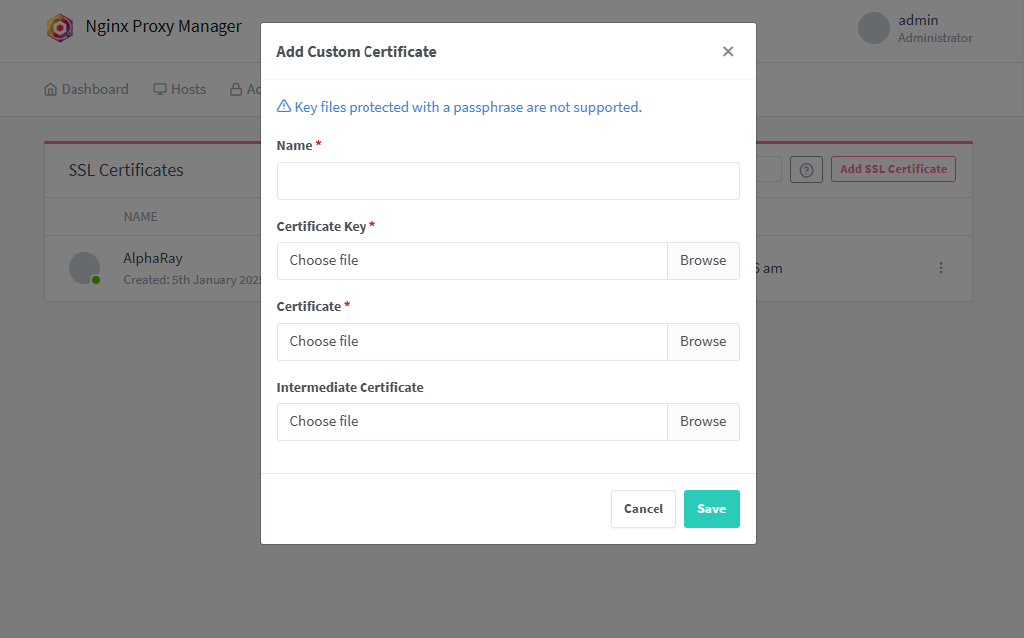 Nginx Proxy Manager
admin
Administrator
Dashboard
Hosts
SSL Certificates
Add SSL Certificate
NAME
AlphaRay
Created: 5th January
6 am
Add Custom Certificate
Key files protected with a passphrase are not supported.
Name *
Certificate Key *
Choose file Browse
Certificate *
Choose file Browse
Intermediate Certificate
Choose file Browse
Cancel Save